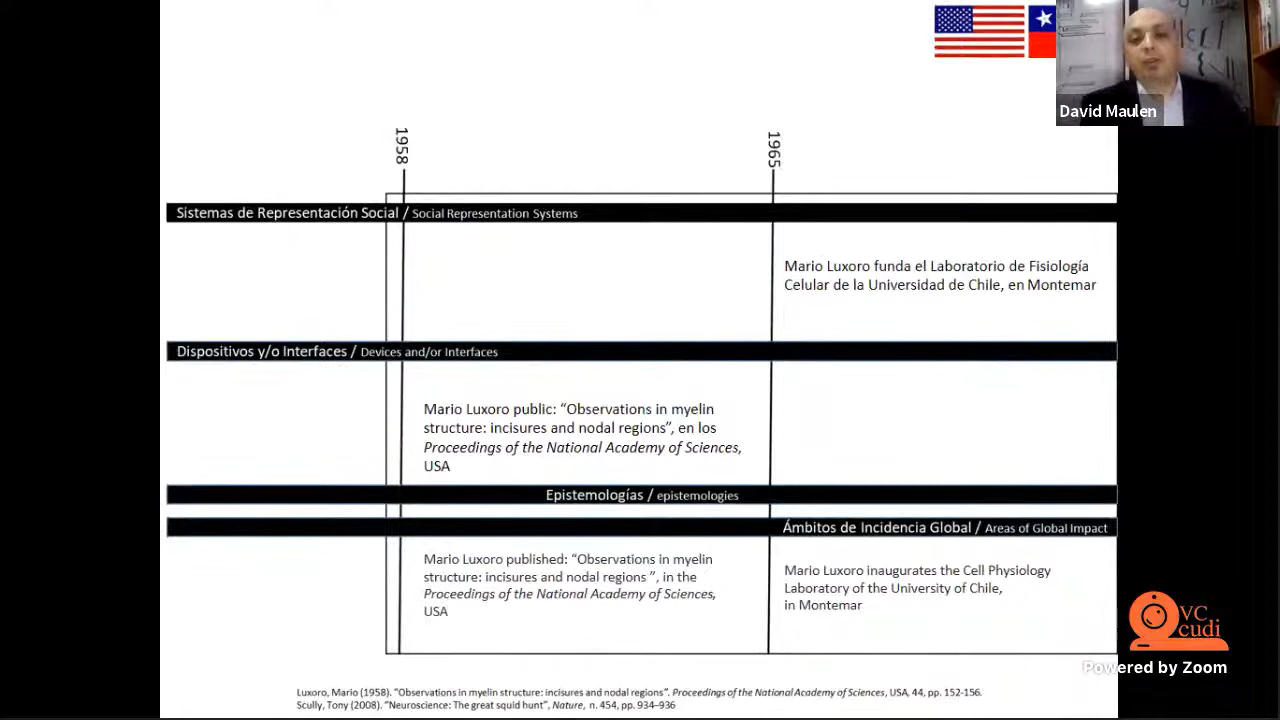 David Maulen
1958
1965
Sistemas de Representación Social / Social Representation Systems
Mario Luxoro funda el Laboratorio de Fisiología
Celular de la Universidad de Chile, en Montemar
Dispositivos y/o Interfaces / Devices and/or Interfaces
Mario Luxoro public: “Observations in myelin
structure: incisures and nodal regions”, en los
Proceedings of the National Academy of Sciences,
USA
Epistemologías / epistemologies
Ámbitos de Incidencia Global / Areas of Global Impact
Mario Luxoro published: “Observations in myelin
structure: incisures and nodal regions ”, in the
Proceedings of the National Academy of Sciences,
USA
Mario Luxoro inaugurates the Cell Physiology
Laboratory of the University of Chile,
in Montemar
VC
cudi
Powered by Zoom
Luxoro, Mario (1958). “Observations in myelin structure: incisures and nodal regions”. Proceedings of the National Academy of Sciences, USA, 44, pp. 152-156.
Scully, Tony (2008). “Neuroscience: The great squid hunt”, Nature, n. 454, pp. 934–936